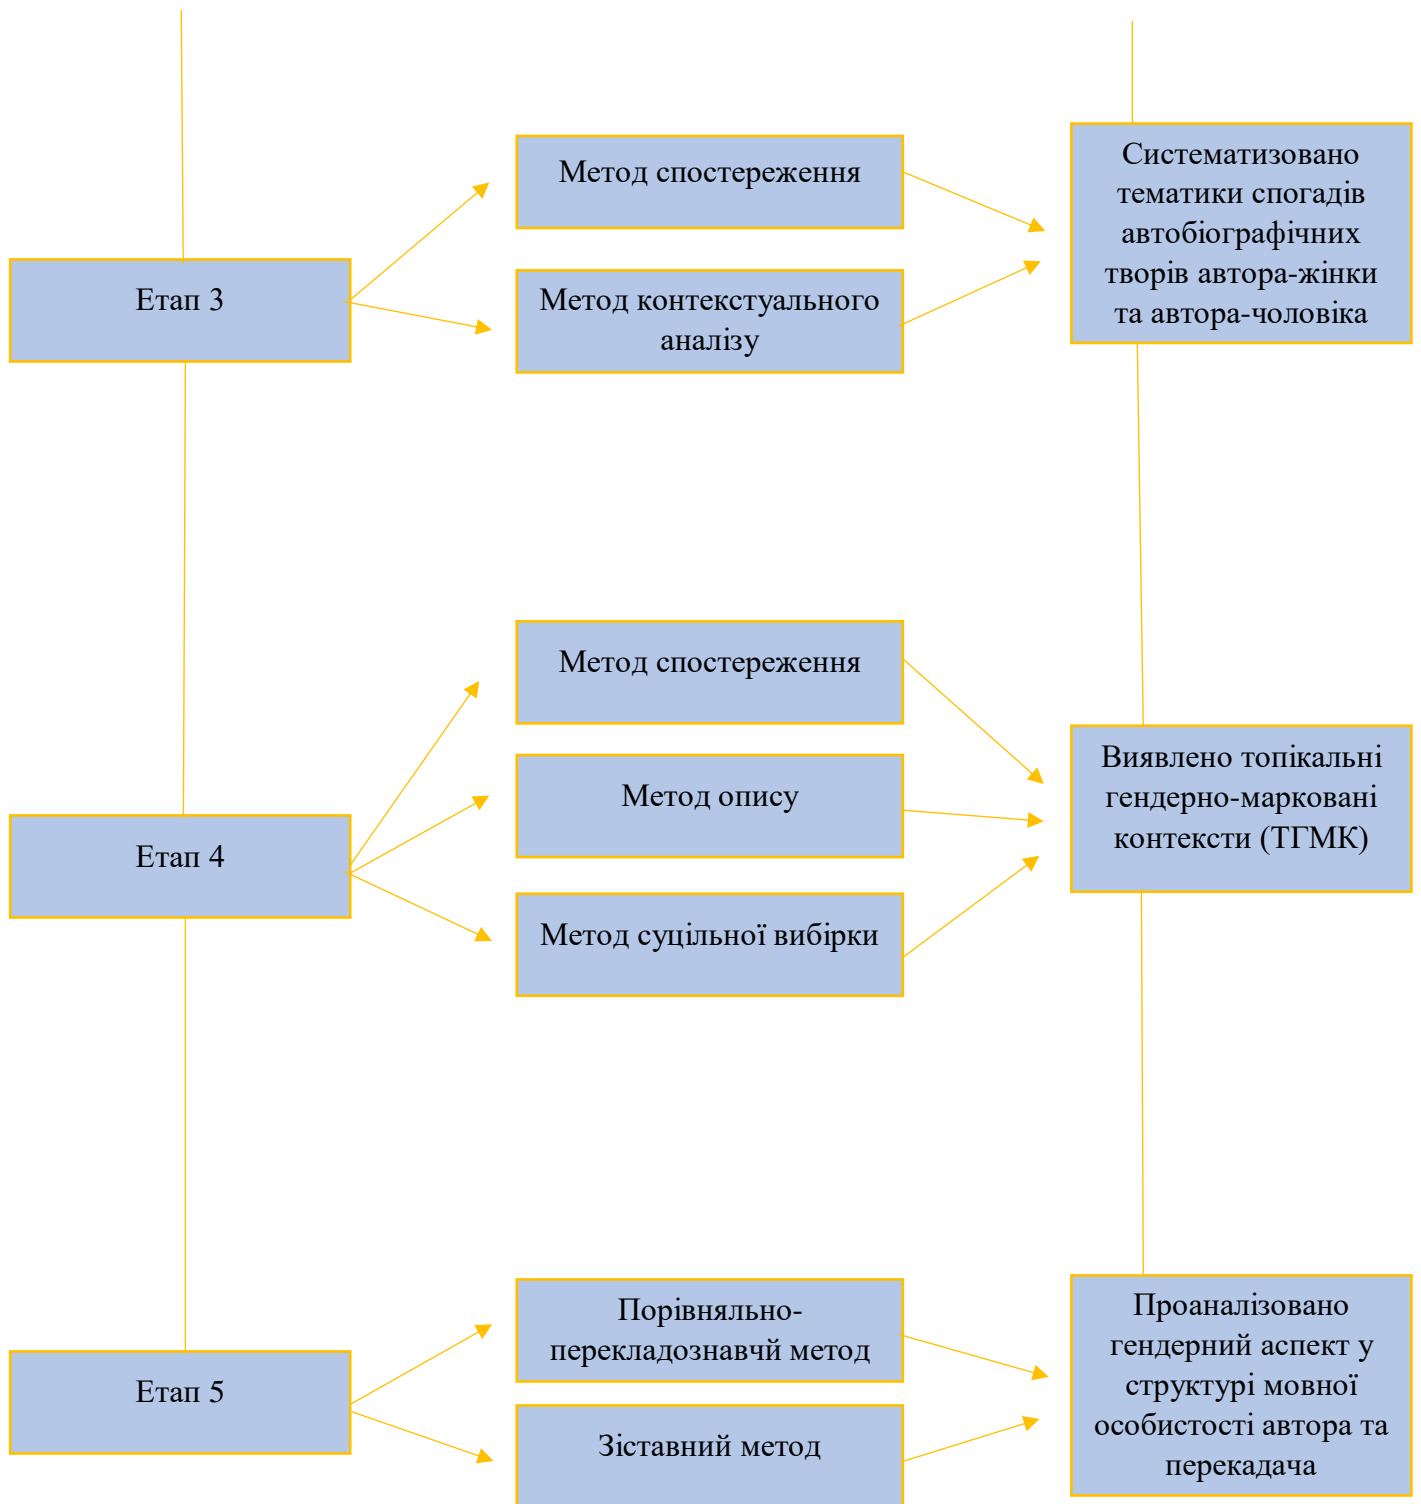 Етап 3
Метод спостереження
Метод контекстуального
аналізу
Систематизовано
тематики спогадів
автобіографічних
творів автора-жінки
та автора-чоловіка
Етап 4
Метод спостереження
Метод опису
Метод суцільної вибірки
Виявлено топікальні
гендерно-марковані
контексти (ТГМК)
Етап 5
Порівняльно-
перекладознавчй метод
Зіставний метод
Проаналізовано
гендерний аспект у
структурі мовної
особистості автора та
перекадача